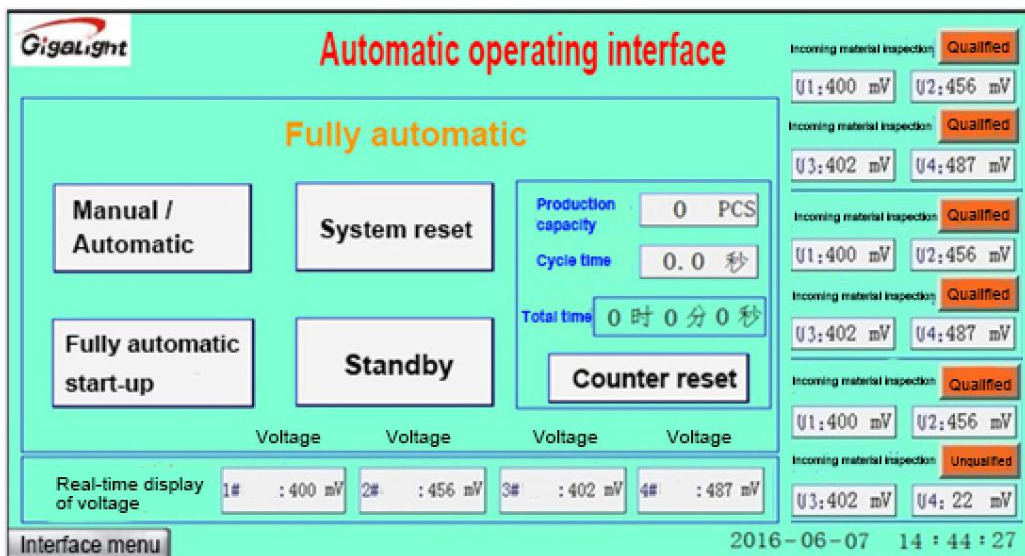 GIGALIGHT
Automatic operating interface
Fully automatic
Manual /
Automatic
System reset
Fully automatic
start-up
Standby
Production
capacity
0 PCS
Cycle time
0.0 秒
Total time
0 时 0 分 0 秒
Counter reset
Voltage Voltage Voltage Voltage
Real-time display
of voltage
1# :400 mV 2# :456 mV 3# :402 mV 4# :487 mV
Interface menu
Incoming material inspection Qualified
U1:400 mV U2:456 mV
Incoming material inspection Qualified
U3:402 mV U4:487 mV
Incoming material inspection Qualified
U1:400 mV U2:456 mV
Incoming material inspection Qualified
U3:402 mV U4:487 mV
Incoming material inspection Qualified
U1:400 mV U2:456 mV
Incoming material inspection Unqualified
U3:402 mV U4: 22 mV
2016-06-07 14:44:27